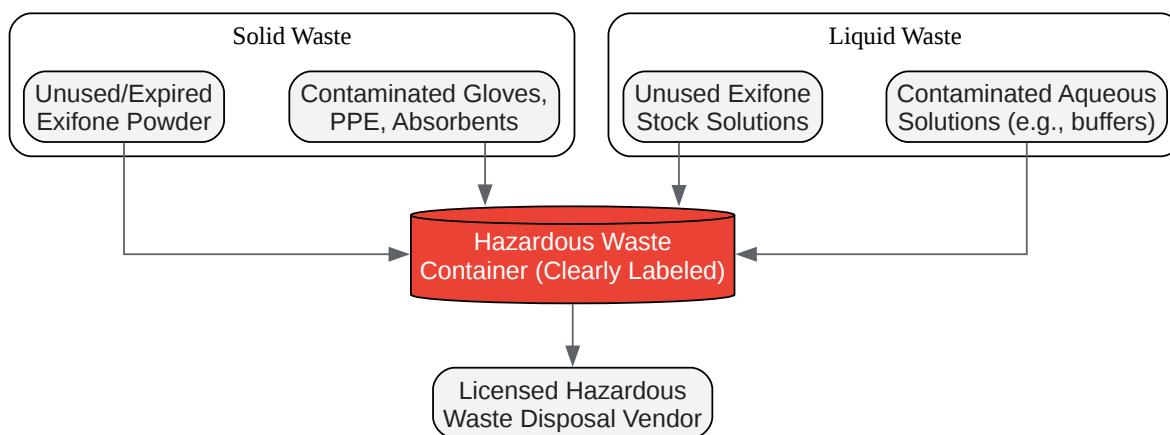 Solid Waste
Liquid Waste
Unused/Expired
Exifone Powder
Contaminated Gloves,
PPE, Absorbents
Unused Exifone
Stock Solutions
Contaminated Aqueous
Solutions (e.g., buffers)
Hazardous Waste
Container (Clearly Labeled)
Licensed Hazardous
Waste Disposal Vendor